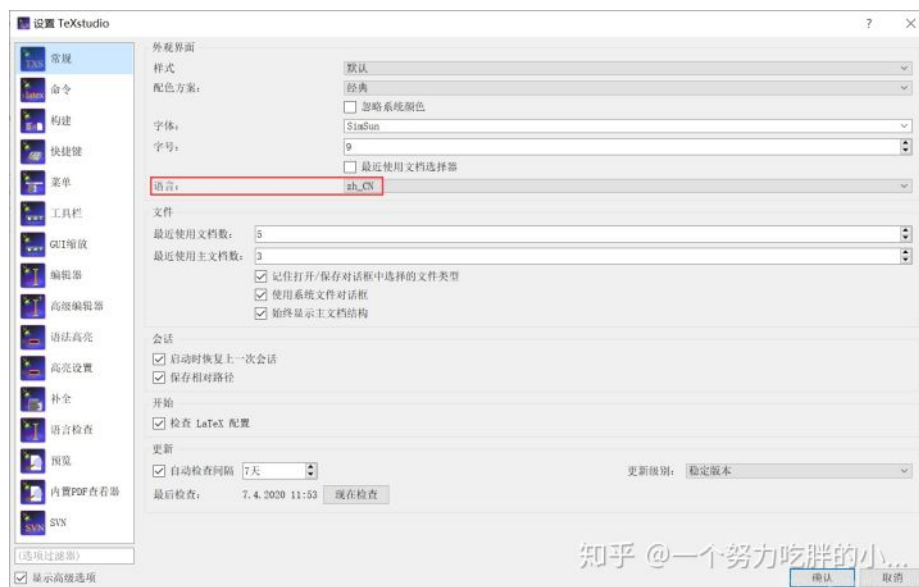 设置 TeXstudio
常规
命令
构建
快捷键
菜单
工具栏
GUI缩放
编辑器
高级编辑器
语法高亮
高亮设置
补全
语言检查
预览
内置PDF查看器
SVN
(选项过滤器)
显示高级选项
外观界面
样式 默认
配色方案: 经典
忽略系统颜色
字体: SimSun
字号: 9
最近使用文档选择器
语言: zh_CN
文件
最近使用文档数: 5
最近使用主文档数: 3
记住打开/保存对话框中选择的文件类型
使用系统文件对话框
始终显示主文档结构
会话
启动时恢复上一次会话
保存相对路径
开始
检查 LaTeX 配置
更新
自动检查间隔 7天 更新级别: 稳定版本
最后检查: 7.4.2020 11:53 现在检查
知乎 @一个努力吃胖的小...
确认 取消